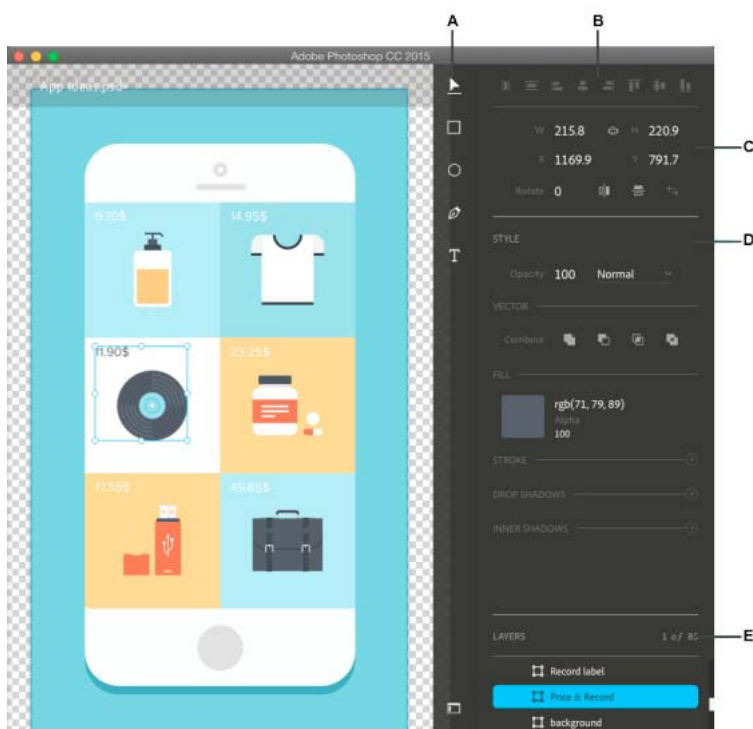 A
B
Adobe Photoshop CC 2015
App Ideas.psd
W 215.8 H 220.9
C
X 1169.9 Y 791.7
Rotate 0
9.70$ 14.95$
STYLE
D
T
Opacity 100 Normal
VECTOR
Combine
11.90$ 23.25$
FILL
rgb(71, 79, 89)
Alpha
100
STROKE
17.55$ 45.85$
DROP SHADOWS
INNER SHADOWS
LAYERS 1 of 8
E
Record label
Price & Record
background